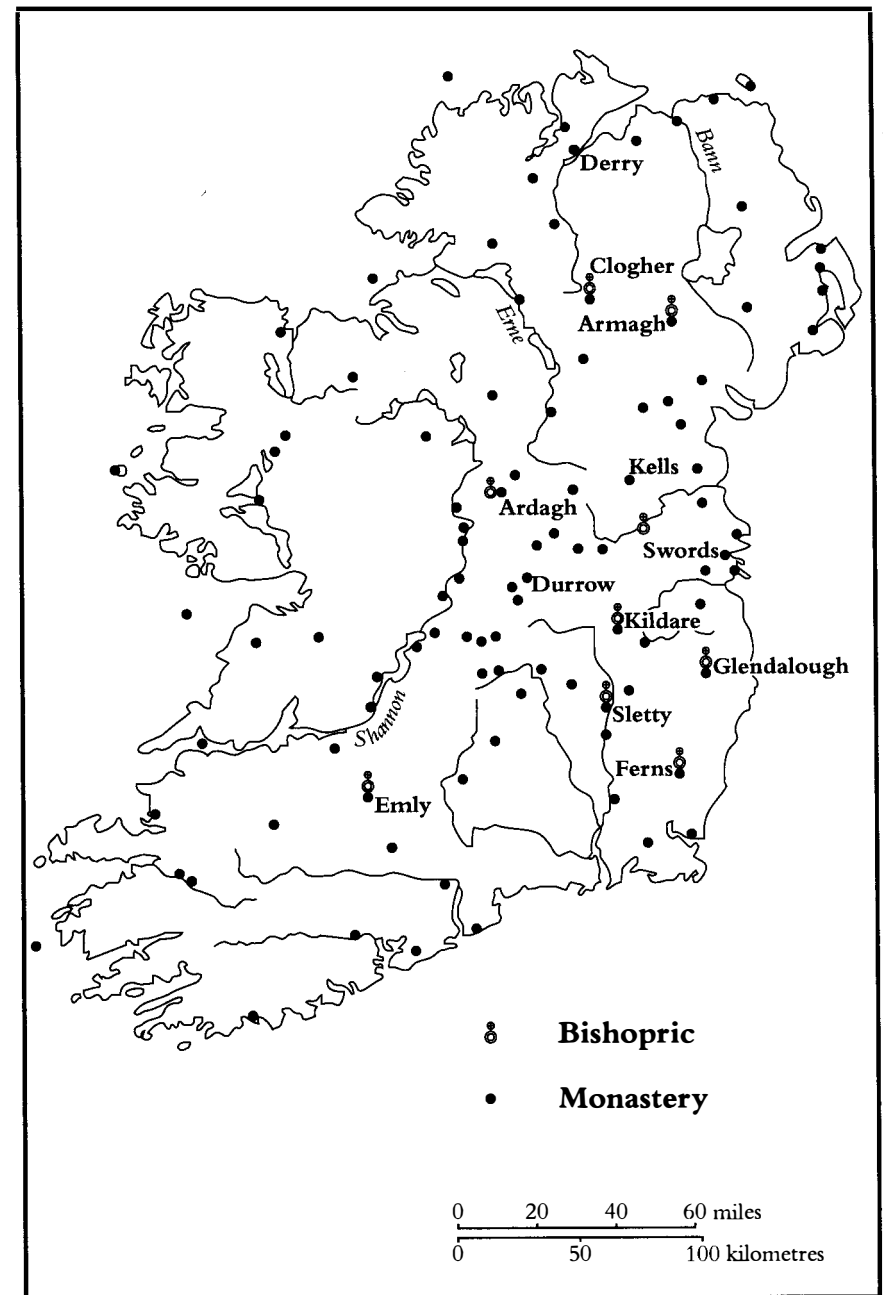 Derry
Bann
Clogher
Armagh
Erne
Kells
Ardagh
Swords
Durrow
Kildare
Glendalough
Shannon
Sletty
Ferns
Emly
Bishopric
Monastery
0 20 40 60 miles
0 50 100 kilometres